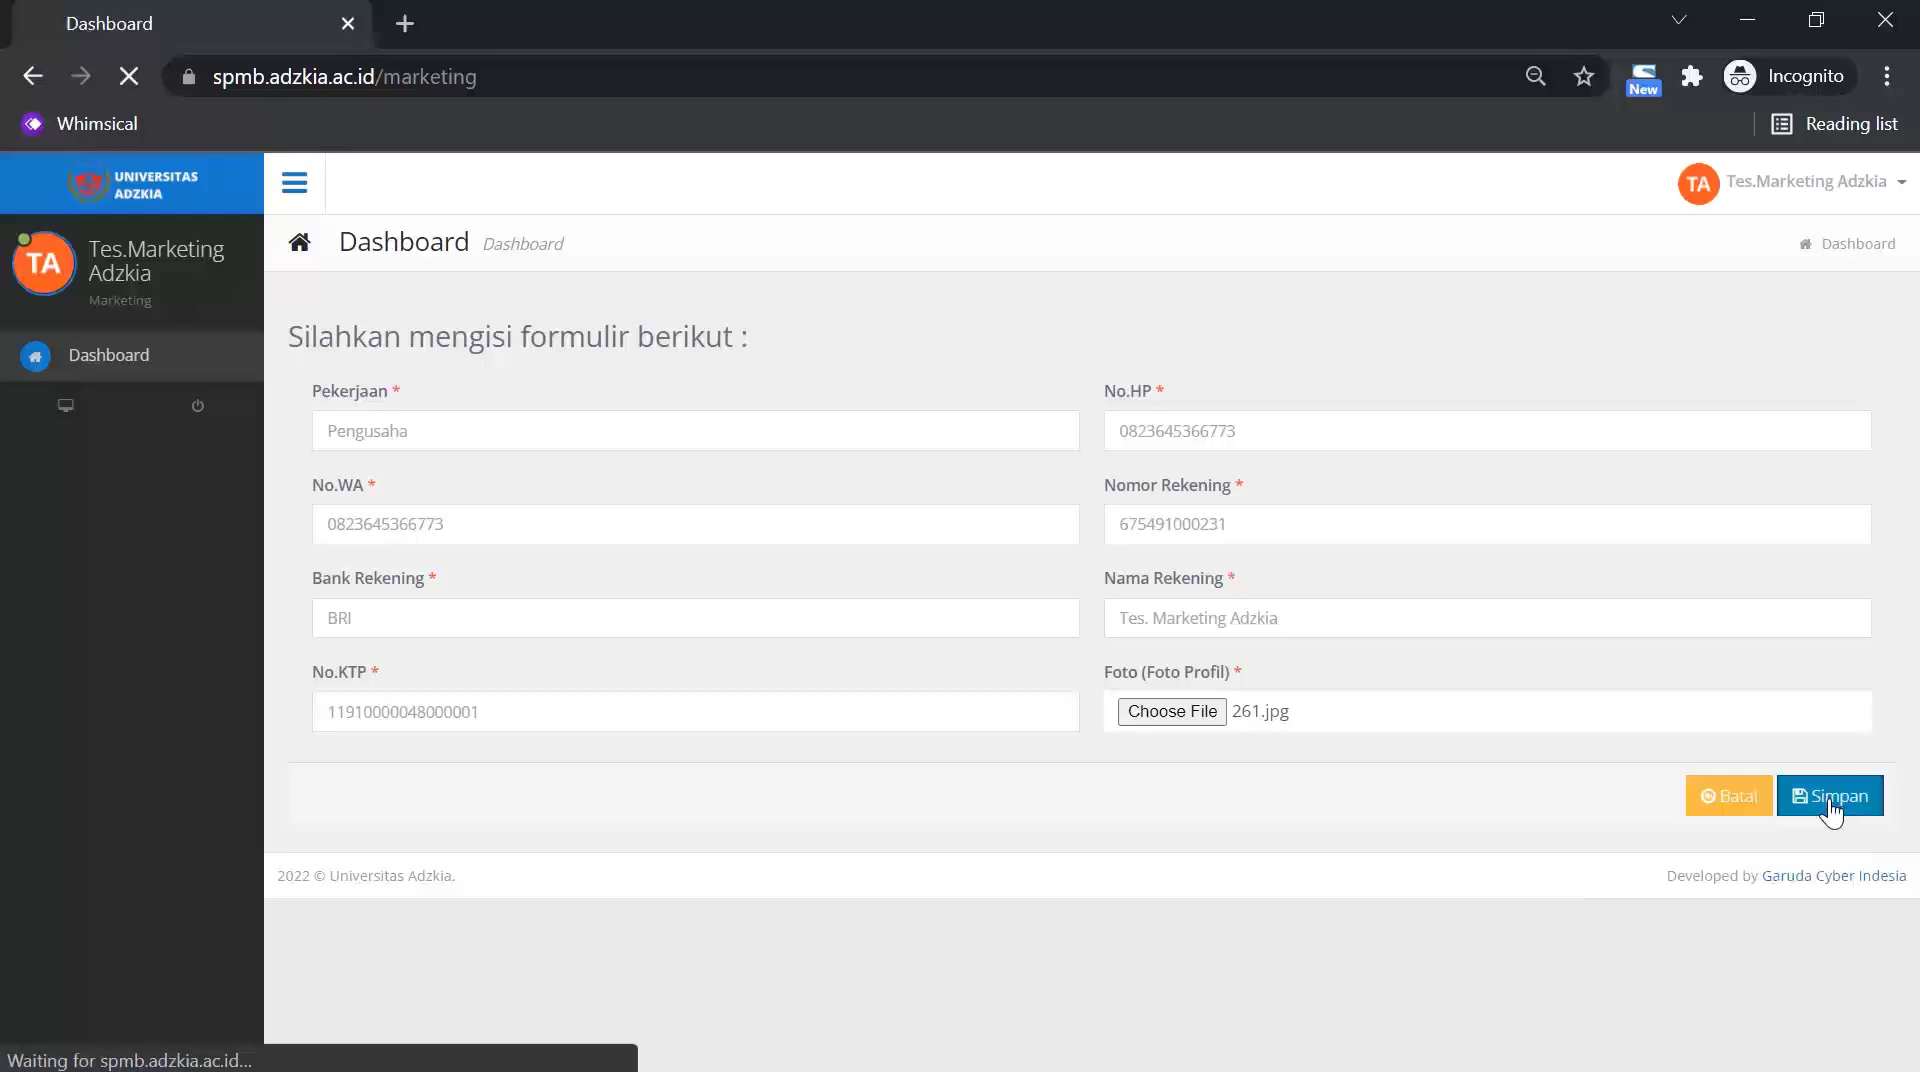 Dashboard
spmb.adzkia.ac.id/marketing
New
Incognito
Whimsical
Reading list
UNIVERSITAS
ADZKIA
TA
Tes.Marketing Adzkia
TA
Tes.Marketing
Adzkia
Marketing
Dashboard
Dashboard Dashboard
Dashboard
Silahkan mengisi formulir berikut :
Pekerjaan *
Pengusaha
No.HP *
0823645366773
No.WA *
0823645366773
Nomor Rekening *
675491000231
Bank Rekening *
BRI
Nama Rekening *
Tes. Marketing Adzkia
No.KTP *
11910000048000001
Foto (Foto Profil) *
Choose File 261.jpg
Batal
Simpan
2022 © Universitas Adzkia.
Developed by Garuda Cyber Indesia
Waiting for spmb.adzkia.ac.id...